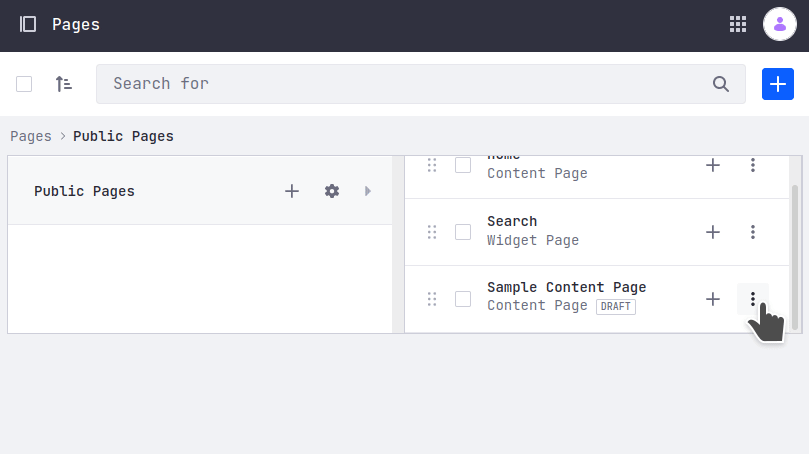 Pages
Search for
Pages > Public Pages
Public Pages
Home
Content Page
Search
Widget Page
Sample Content Page
Content Page DRAFT